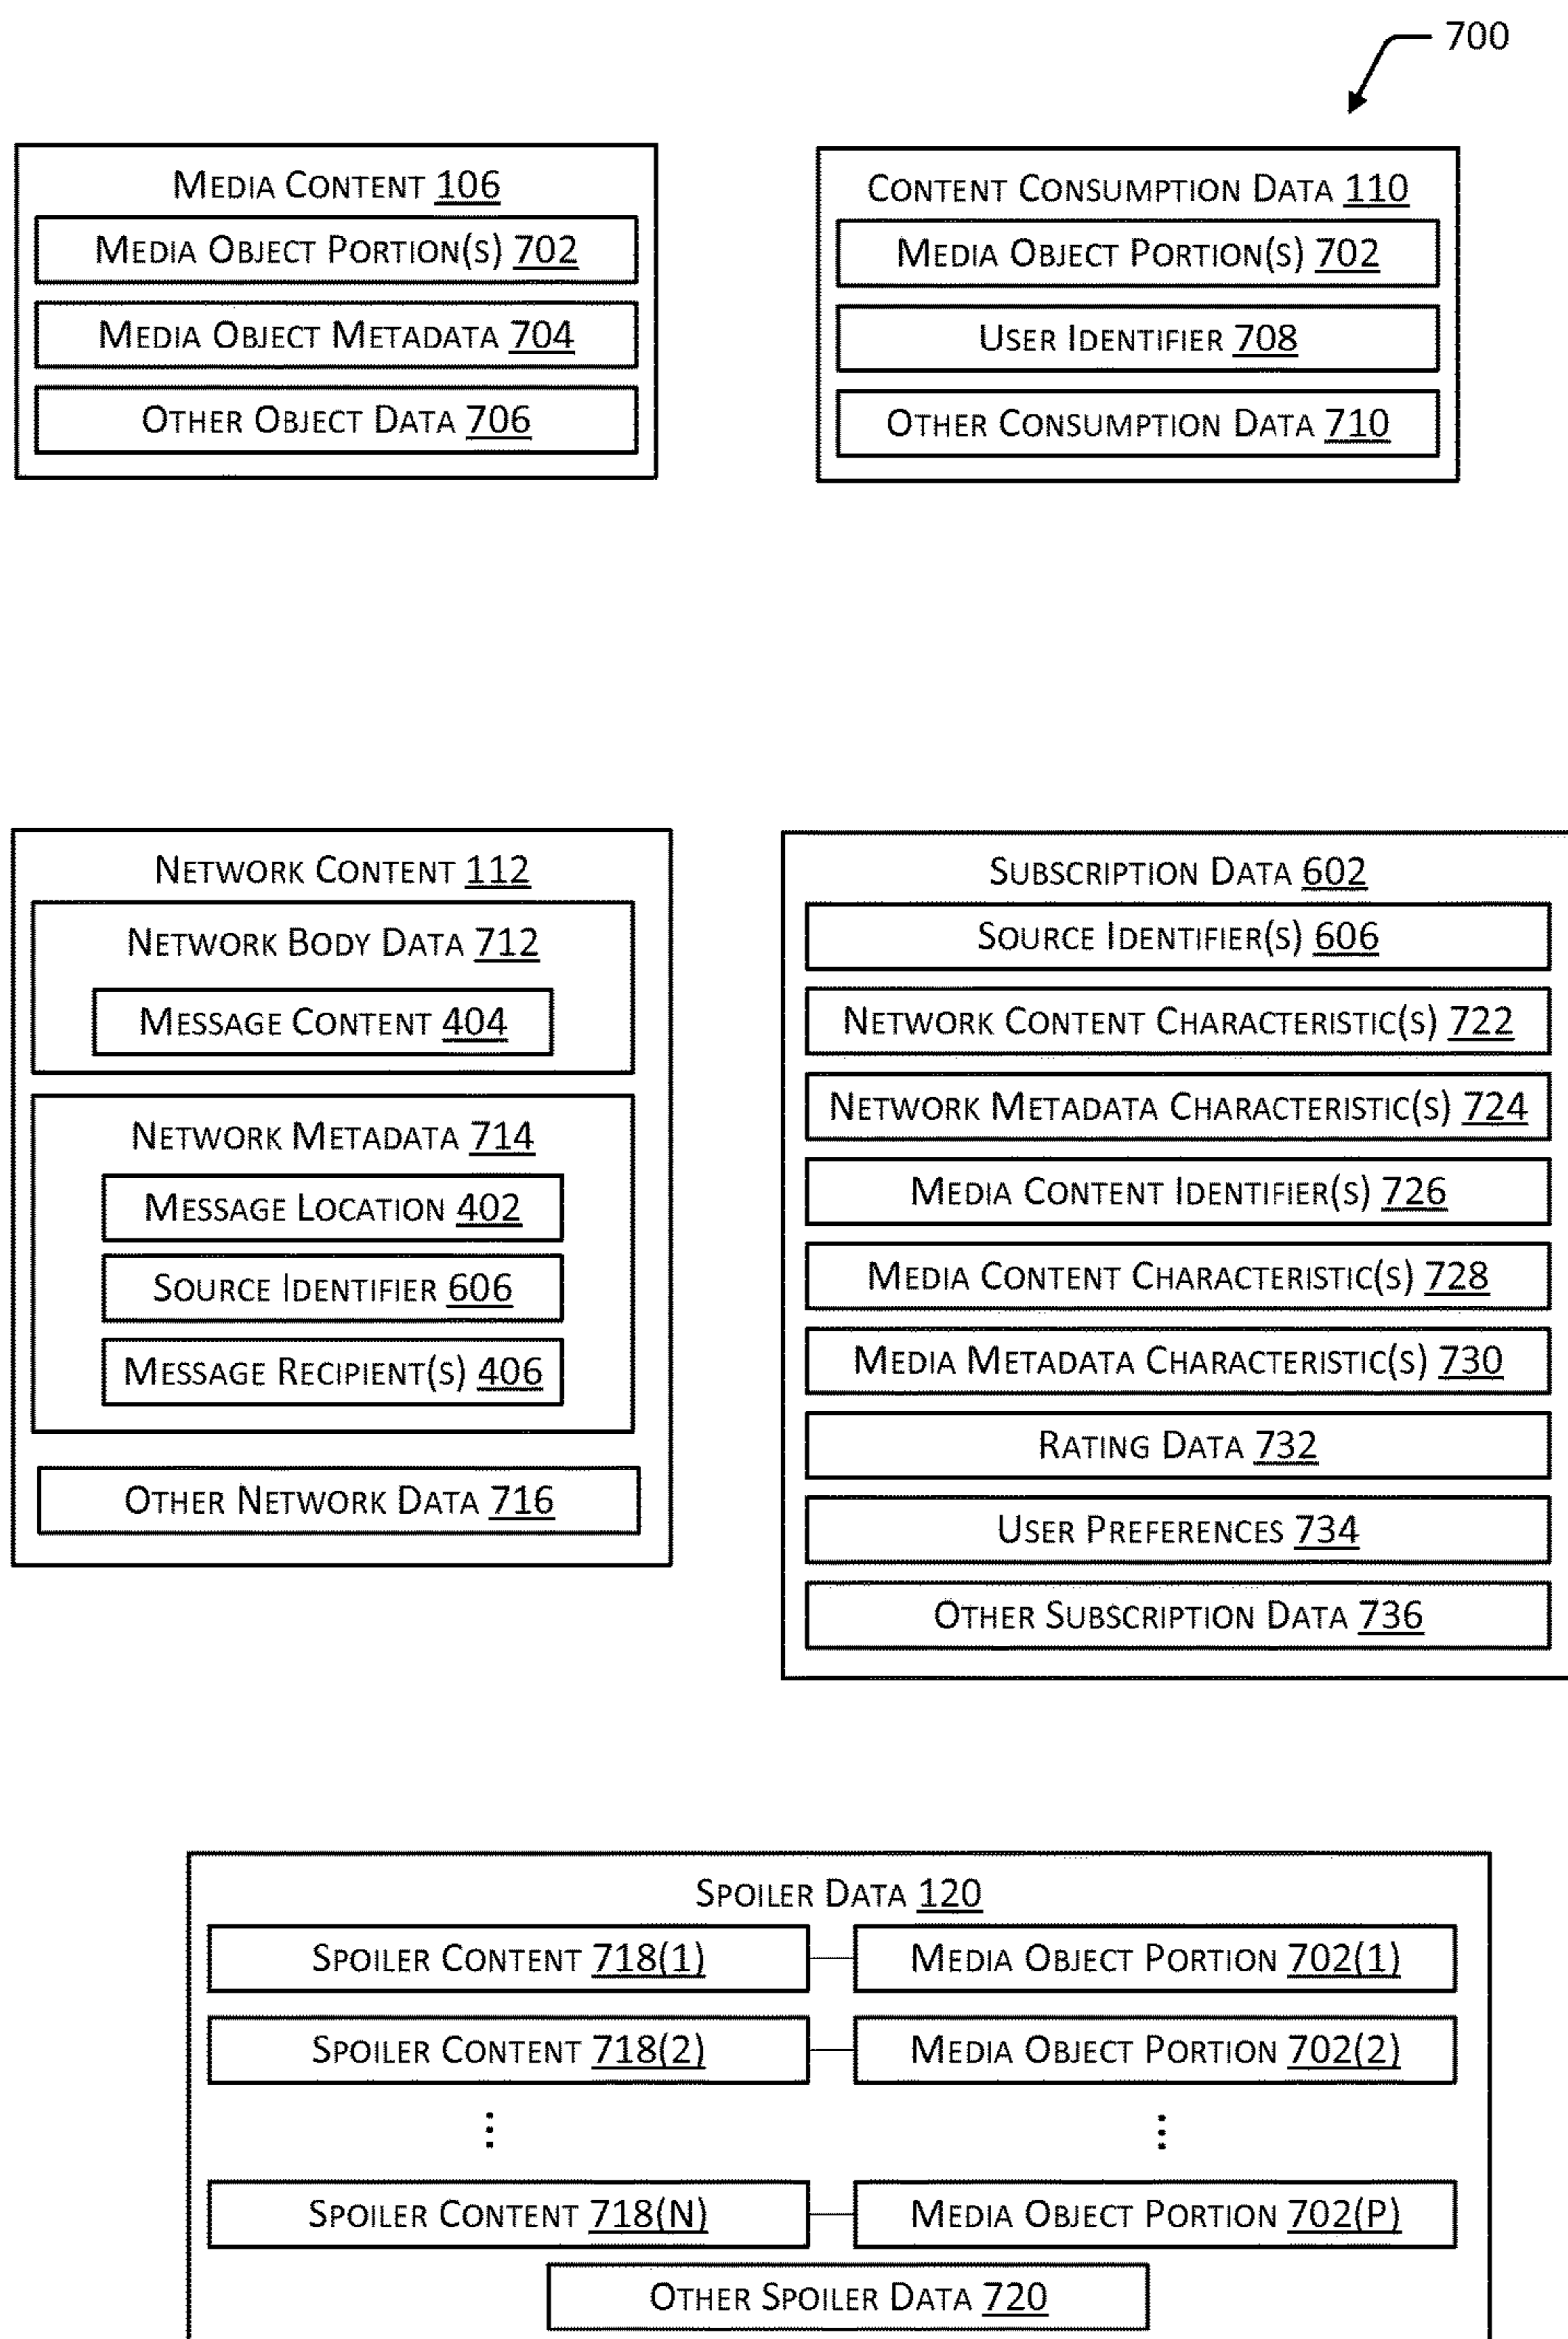 700
MEDIA CONTENT 106
MEDIA OBJECT PORTION(S) 702
MEDIA OBJECT METADATA 704
OTHER OBJECT DATA 706
CONTENT CONSUMPTION DATA 110
MEDIA OBJECT PORTION(S) 702
USER IDENTIFIER 708
OTHER CONSUMPTION DATA 710
NETWORK CONTENT 112
NETWORK BODY DATA 712
MESSAGE CONTENT 404
NETWORK METADATA 714
MESSAGE LOCATION 402
SOURCE IDENTIFIER 606
MESSAGE RECIPIENT(S) 406
OTHER NETWORK DATA 716
SUBSCRIPTION DATA 602
SOURCE IDENTIFIER(S) 606
NETWORK CONTENT CHARACTERISTIC(S) 722
NETWORK METADATA CHARACTERISTIC(S) 724
MEDIA CONTENT IDENTIFIER(S) 726
MEDIA CONTENT CHARACTERISTIC(S) 728
MEDIA METADATA CHARACTERISTIC(S) 730
RATING DATA 732
USER PREFERENCES 734
OTHER SUBSCRIPTION DATA 736
SPOILER DATA 120
SPOILER CONTENT 718(1) MEDIA OBJECT PORTION 702(1)
SPOILER CONTENT 718(2) MEDIA OBJECT PORTION 702(2)
⋮ ⋮
SPOILER CONTENT 718(N) MEDIA OBJECT PORTION 702(P)
OTHER SPOILER DATA 720